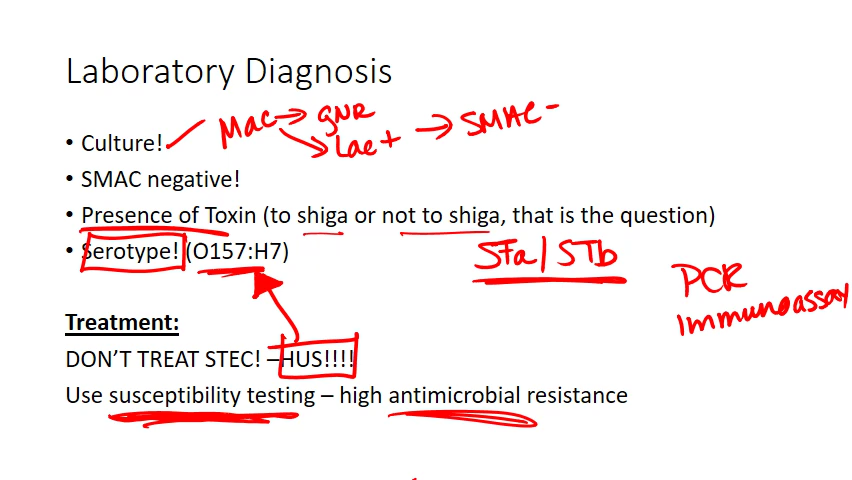 Laboratory Diagnosis
Mac → GNR → SMAC -
Lac +
• Culture!
• SMAC negative!
• Presence of Toxin (to shiga or not to shiga, that is the question)
• Serotype! (O157:H7)
STa/STb
PCR
immunoassay
Treatment:
DON'T TREAT STEC! –HUS!!!!
Use susceptibility testing – high antimicrobial resistance